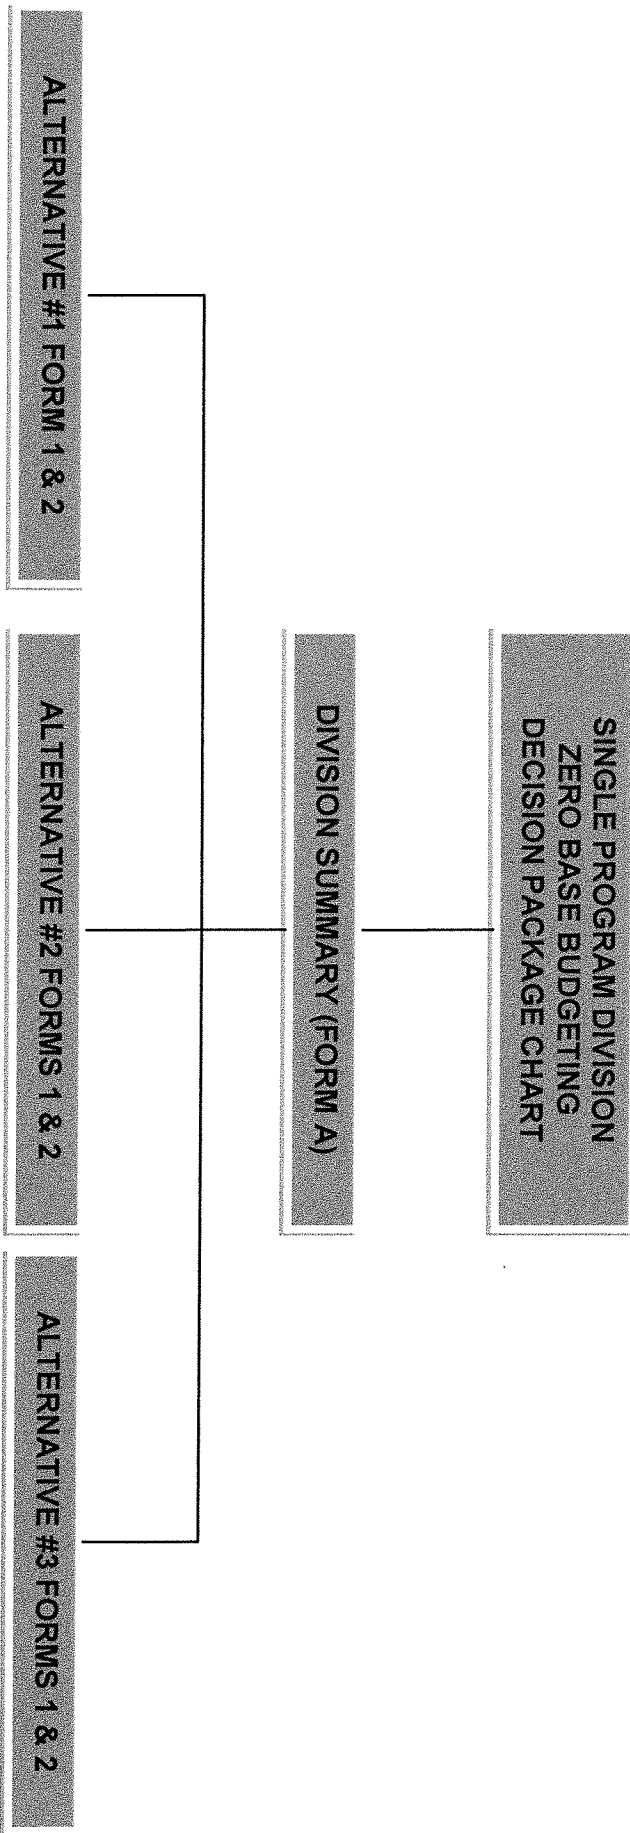 SINGLE PROGRAM DIVISION
ZERO BASE BUDGETING
DECISION PACKAGE CHART
DIVISION SUMMARY (FORM A)
ALTERNATIVE #1 FORM 1 & 2
ALTERNATIVE #2 FORMS 1 & 2
ALTERNATIVE #3 FORMS 1 & 2